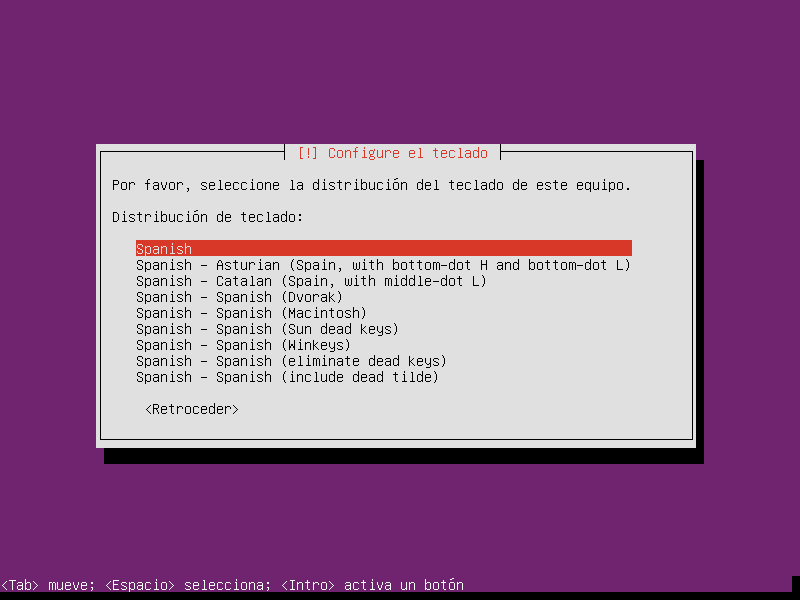 [!] Configure el teclado
Por favor, seleccione la distribución del teclado de este equipo.
Distribución de teclado:
Spanish
Spanish - Asturian (Spain, with bottom-dot H and bottom-dot L)
Spanish - Catalan (Spain, with middle-dot L)
Spanish - Spanish (Dvorak)
Spanish - Spanish (Macintosh)
Spanish - Spanish (Sun dead keys)
Spanish - Spanish (Winkeys)
Spanish - Spanish (eliminate dead keys)
Spanish - Spanish (include dead tilde)
<Retroceder>
<Tab> mueve; <Espacio> selecciona; <Intro> activa un botón